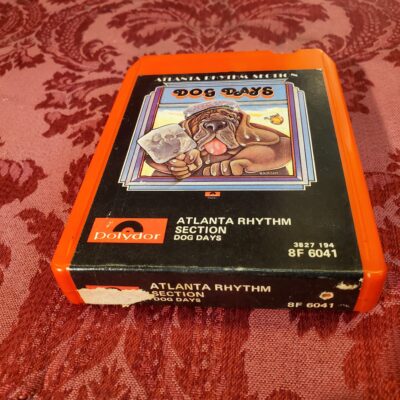 ATLANTA RHYTHM SECTION
DOG DAYS
polydor
ATLANTA RHYTHM
SECTION
DOG DAYS
3827 194
8F 6041
ATLANTA RHYTHM
SECTION
DOG DAYS
8F 6041